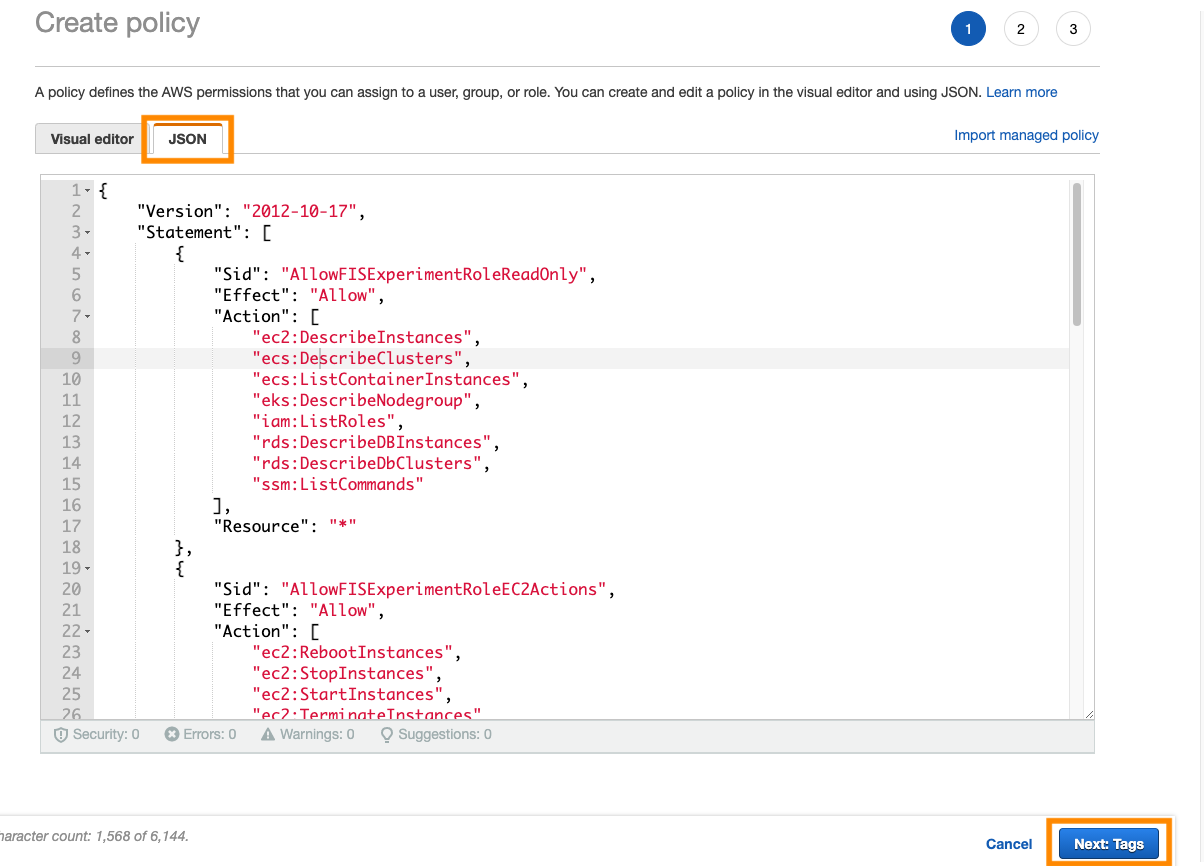 Create policy
1 2 3
A policy defines the AWS permissions that you can assign to a user, group, or role. You can create and edit a policy in the visual editor and using JSON. Learn more
Visual editor JSON Import managed policy
1 {
2 "Version": "2012-10-17",
3 "Statement": [
4 {
5 "Sid": "AllowFISExperimentRoleReadOnly",
6 "Effect": "Allow",
7 "Action": [
8 "ec2:DescribeInstances",
9 "ecs:DescribeClusters",
10 "ecs:ListContainerInstances",
11 "eks:DescribeNodegroup",
12 "iam:ListRoles",
13 "rds:DescribeDBInstances",
14 "rds:DescribeDbClusters",
15 "ssm:ListCommands"
16 ],
17 "Resource": "*"
18 },
19 {
20 "Sid": "AllowFISExperimentRoleEC2Actions",
21 "Effect": "Allow",
22 "Action": [
23 "ec2:RebootInstances",
24 "ec2:StopInstances",
25 "ec2:StartInstances",
26 "ec2:TerminateInstances"
Security: 0 Errors: 0 Warnings: 0 Suggestions: 0
haracter count: 1,568 of 6,144.
Cancel Next: Tags